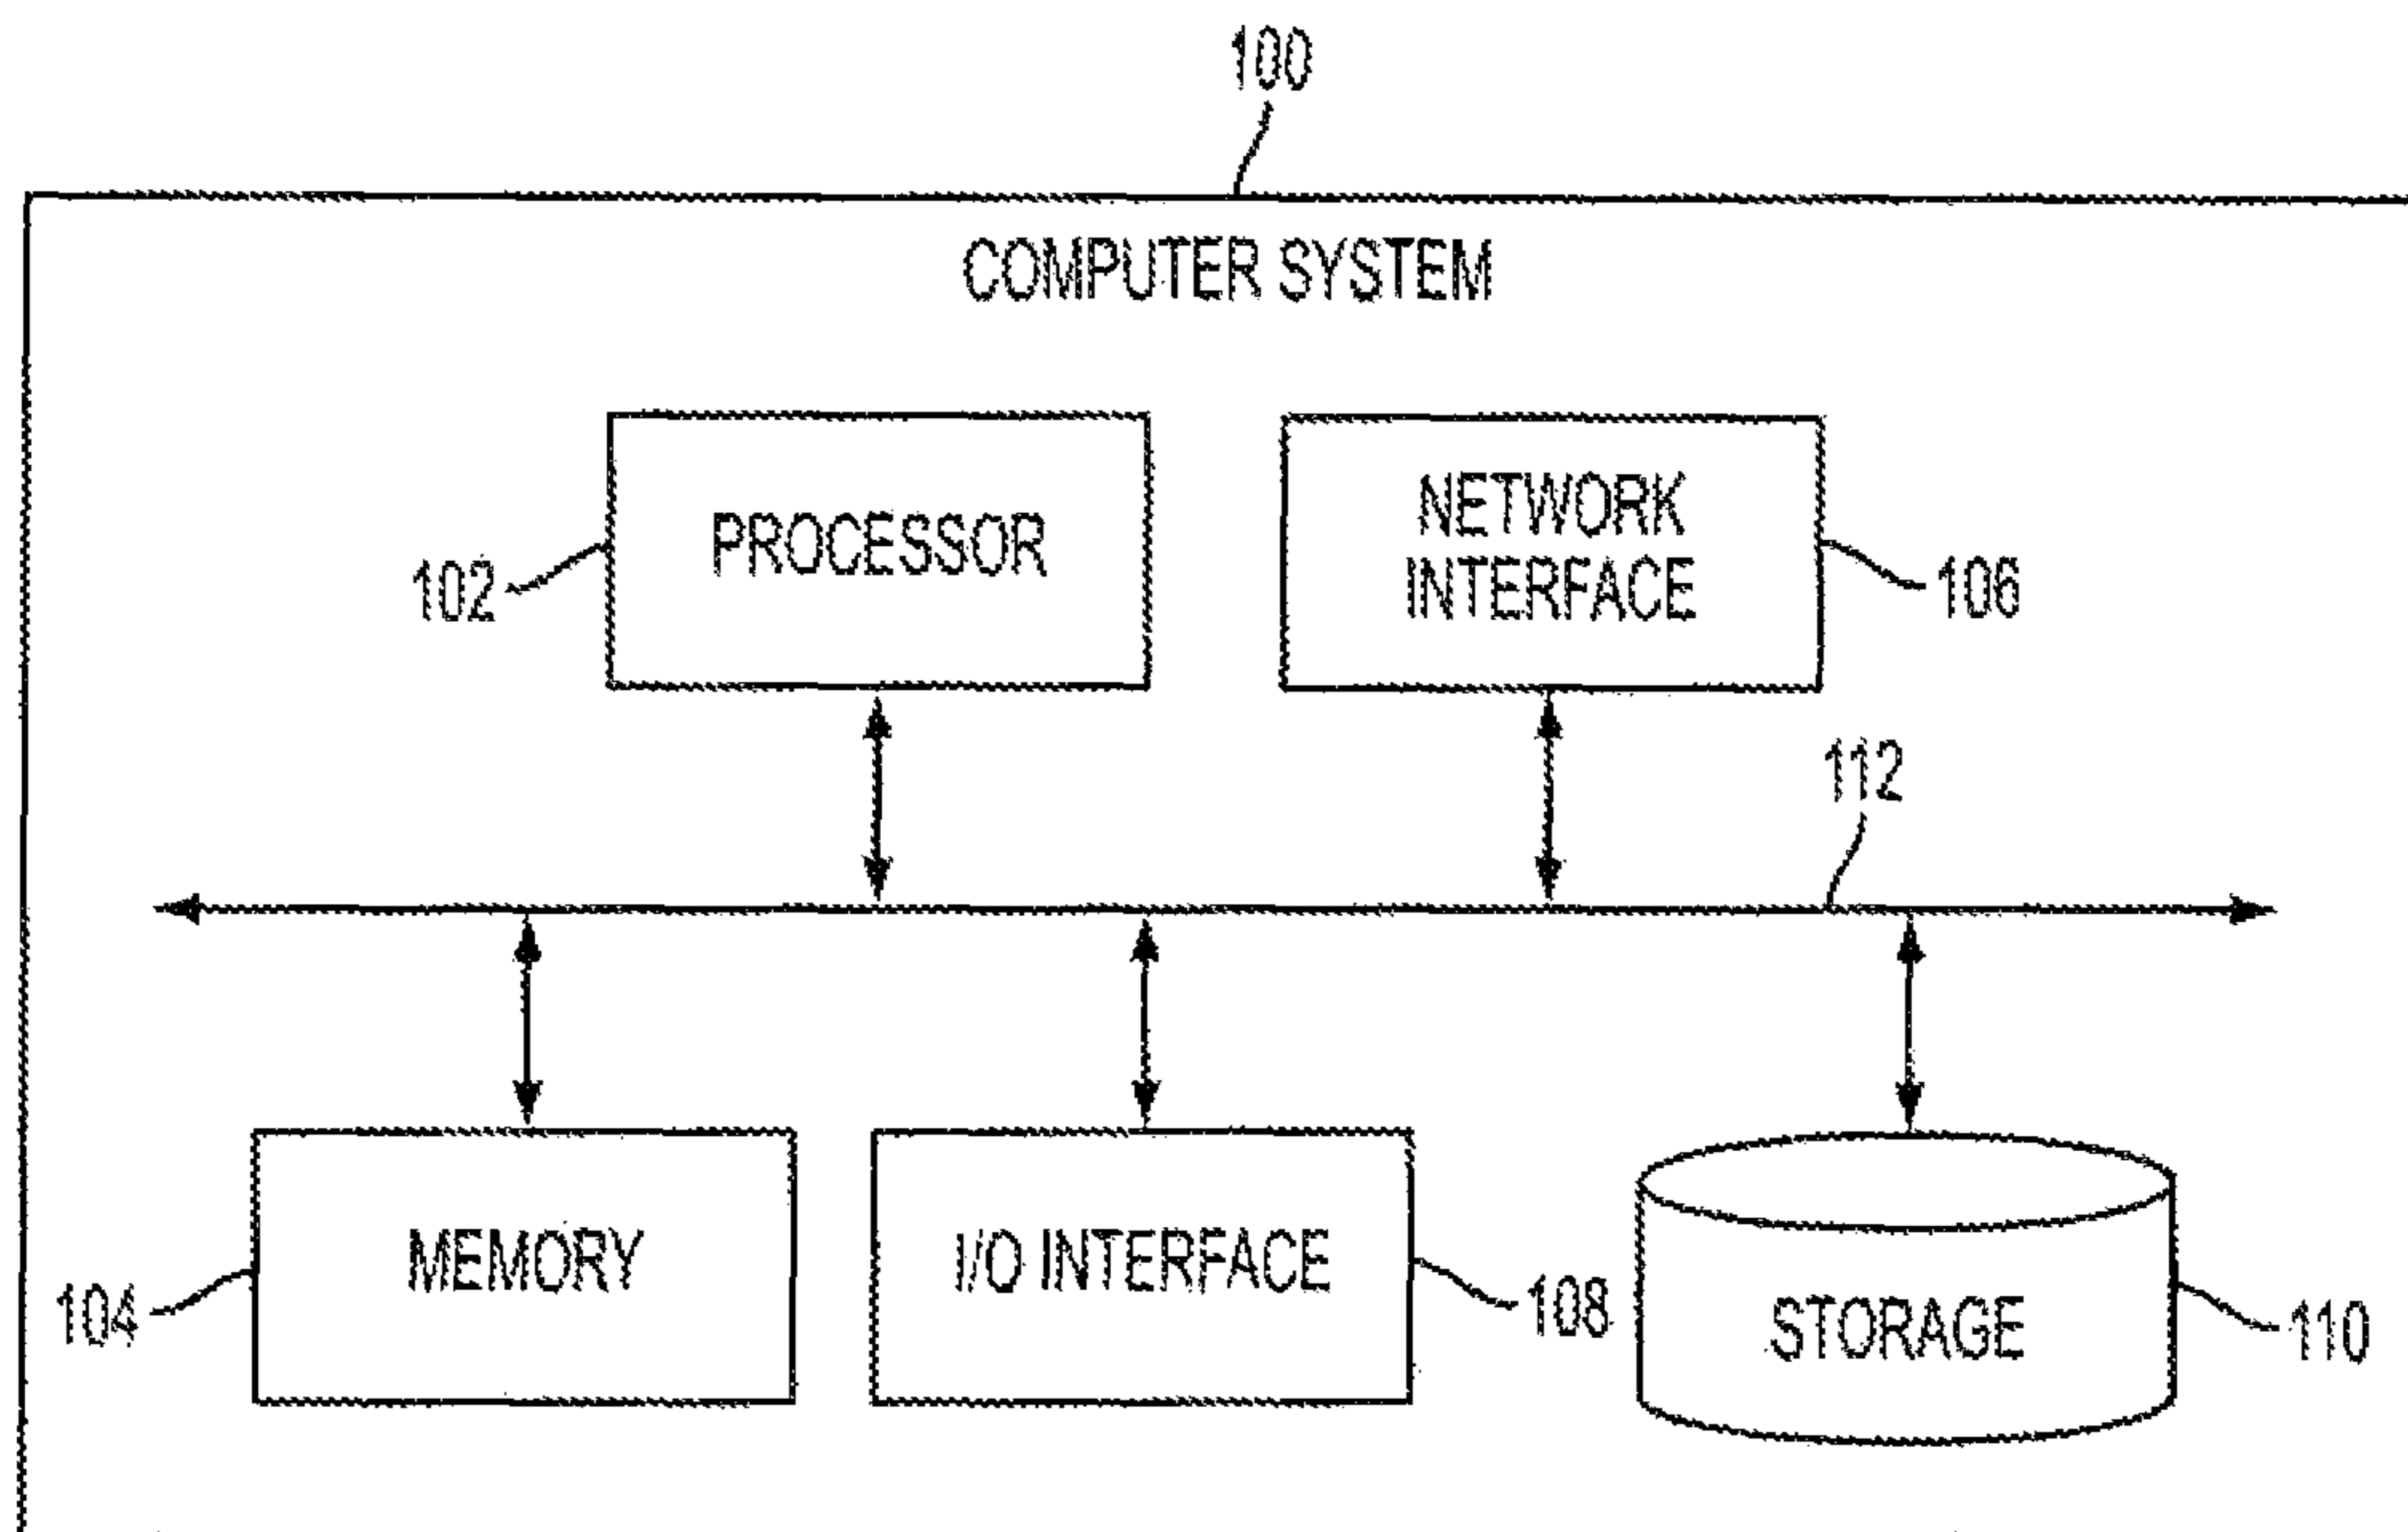 100
COMPUTER SYSTEM
PROCESSOR
NETWORK
INTERFACE
102
106
112
MEMORY
I/O INTERFACE
STORAGE
104
108
110